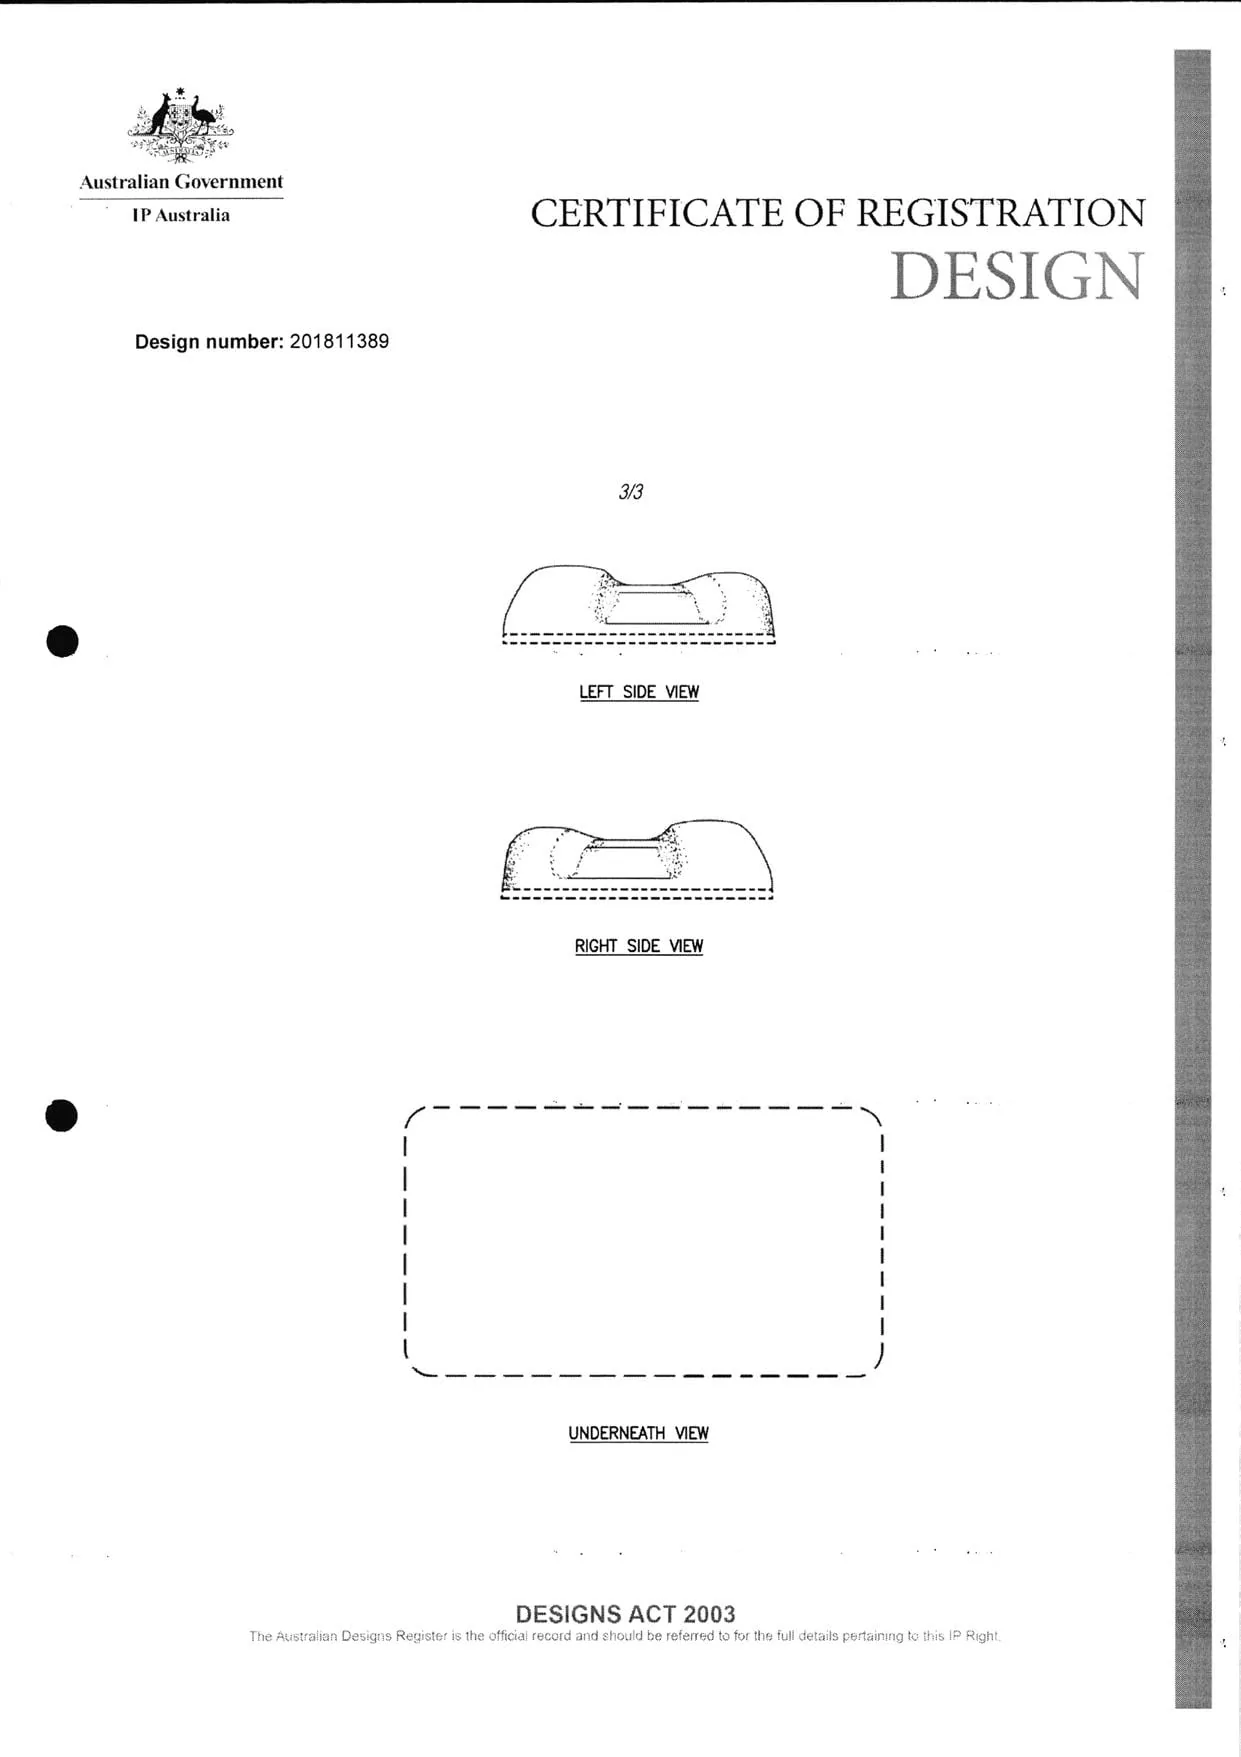 Australian Government
IP Australia
CERTIFICATE OF REGISTRATION
DESIGN
Design number: 201811389
3/3
LEFT SIDE VIEW
RIGHT SIDE VIEW
UNDERNEATH VIEW
DESIGNS ACT 2003
The Australian Designs Register is the official record and should be referred to for the full details pertaining to this IP Right.